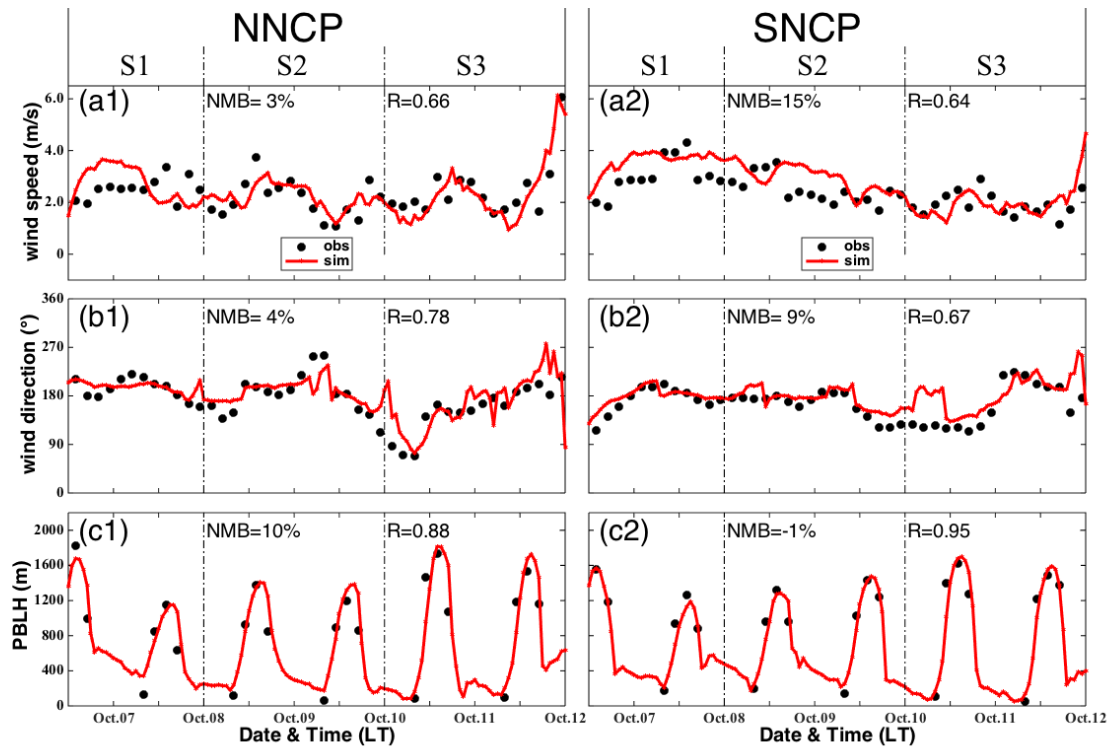 NNCP SNCP
S1 S2 S3 S1 S2 S3
(a1) NMB= 3% R=0.66 (a2) NMB=15% R=0.64
wind speed (m/s)
6.0
4.0
2.0
0
obs obs
sim sim
(b1) NMB= 4% R=0.78 (b2) NMB= 9% R=0.67
wind direction (°)
360
270
180
90
0
(c1) NMB=10% R=0.88 (c2) NMB=-1% R=0.95
PBLH (m)
2000
1600
1200
800
400
0
Oct.07 Oct.08 Oct.09 Oct.10 Oct.11 Oct.12 Oct.07 Oct.08 Oct.09 Oct.10 Oct.11 Oct.12
Date & Time (LT) Date & Time (LT)